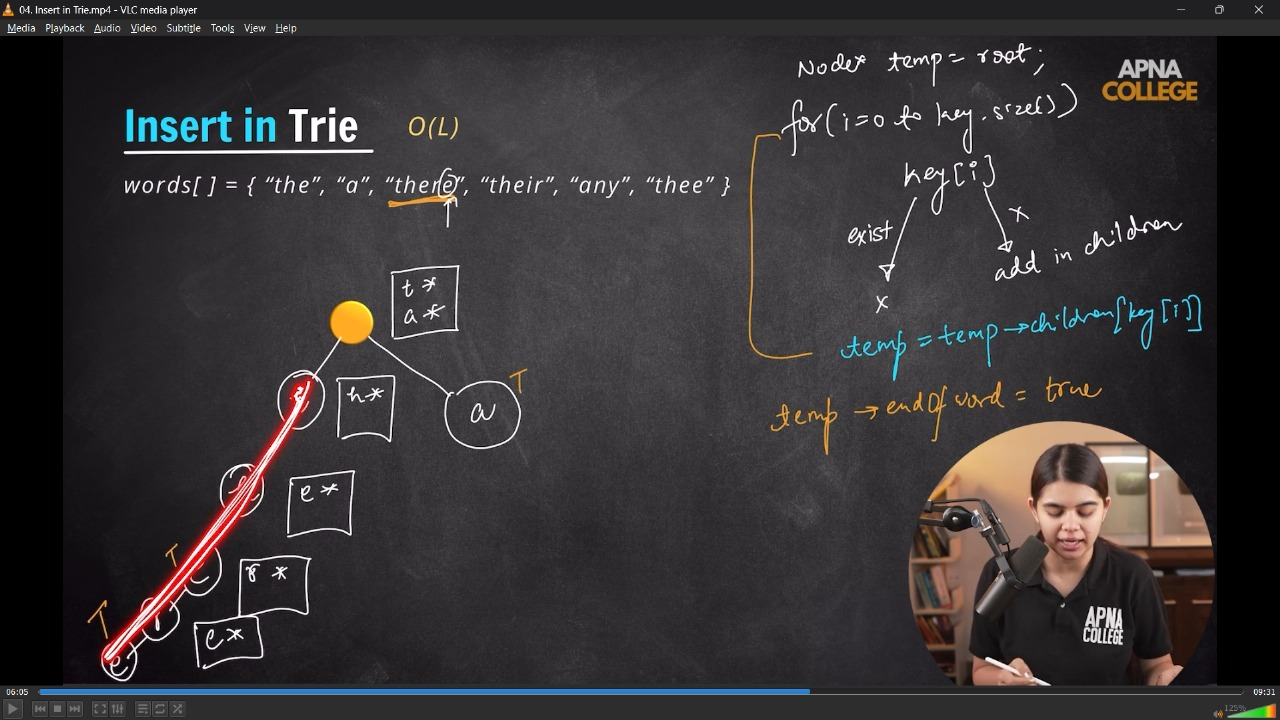 04. Insert in Trie.mp4 - VLC media player
Media Playback Audio Video Subtitle Tools View Help
Node* temp = root;
APNA
COLLEGE
for(i=0 to key.size())
Insert in Trie O(L)
words[ ] = { “the”, “a”, “there”, “their”, “any”, “thee” }
key[i]
exist x
add in children
x
t *
a *
temp = temp→children[key[i]]
T
h*
a
temp → endOfword = true
e *
T
r *
T
r
e *
e
APNA
COLLEGE
06:05 09:31
125%